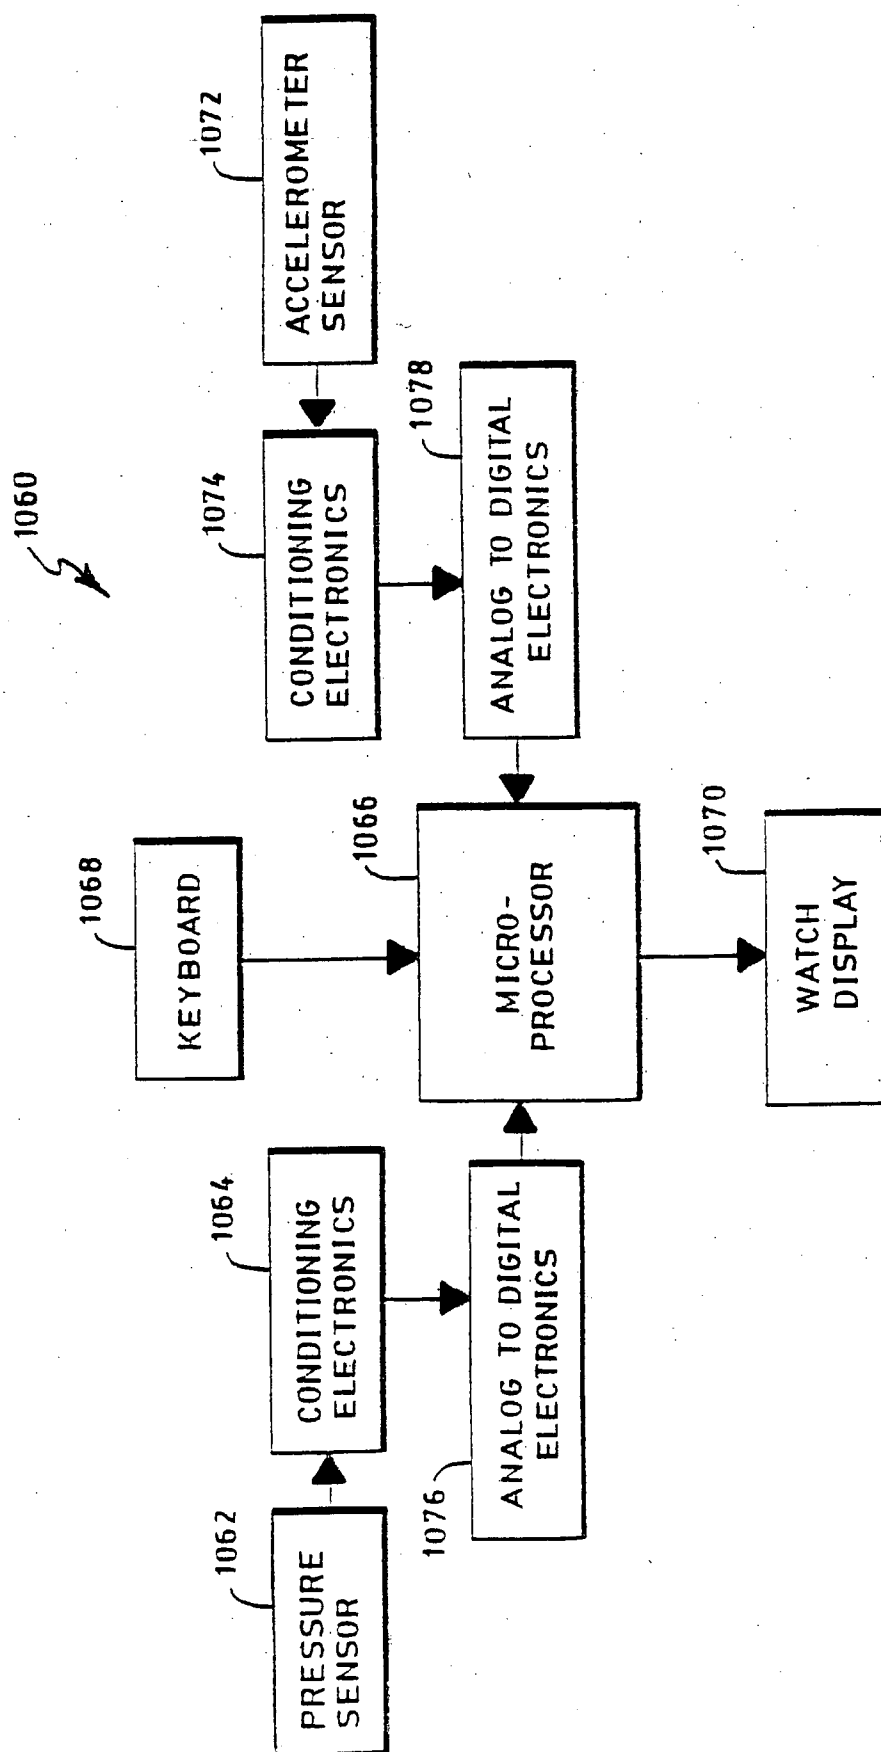 1060
1068
KEYBOARD
1062
PRESSURE
SENSOR
1064
CONDITIONING
ELECTRONICS
1076
ANALOG TO DIGITAL
ELECTRONICS
1066
MICRO-
PROCESSOR
1074
CONDITIONING
ELECTRONICS
1072
ACCELEROMETER
SENSOR
1078
ANALOG TO DIGITAL
ELECTRONICS
1070
WATCH
DISPLAY